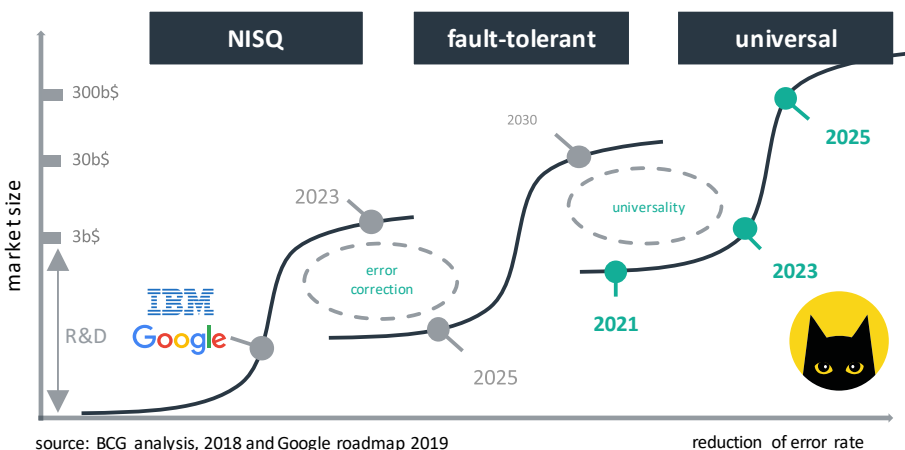 NISQ
fault-tolerant
universal
300b$
30b$
3b$
market size
R&D
IBM
Google
2023
error
correction
2025
2030
universality
2021
2023
2025
source: BCG analysis, 2018 and Google roadmap 2019
reduction of error rate